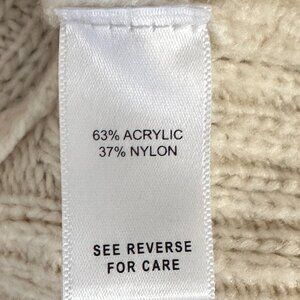 63% ACRYLIC
37% NYLON
SEE REVERSE
FOR CARE